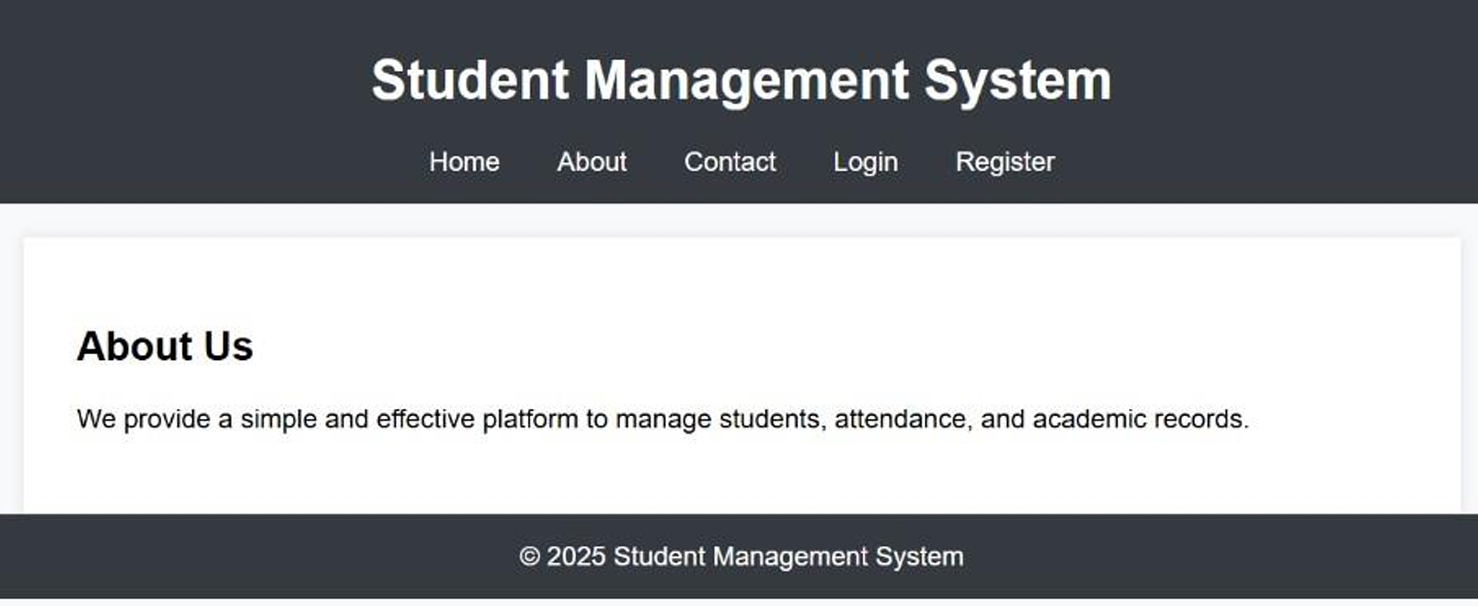 Student Management System
Home About Contact Login Register
About Us
We provide a simple and effective platform to manage students, attendance, and academic records.
© 2025 Student Management System